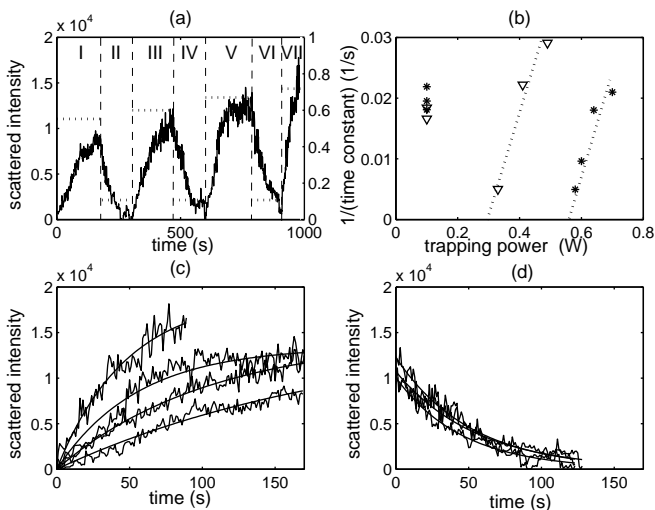 (a)
x 10^4
I II III IV V VI VII
2
1.5
1
0.5
0
scattered intensity
1
0.8
0.6
0.4
0.2
0
0 500 1000
time (s)
(b)
0.03
0.02
0.01
0
1/(time constant) (1/s)
0 0.2 0.4 0.6 0.8
trapping power (W)
(c)
x 10^4
2
1.5
1
0.5
0
scattered intensity
0 50 100 150
time (s)
(d)
x 10^4
2
1.5
1
0.5
0
scattered intensity
0 50 100 150
time (s)